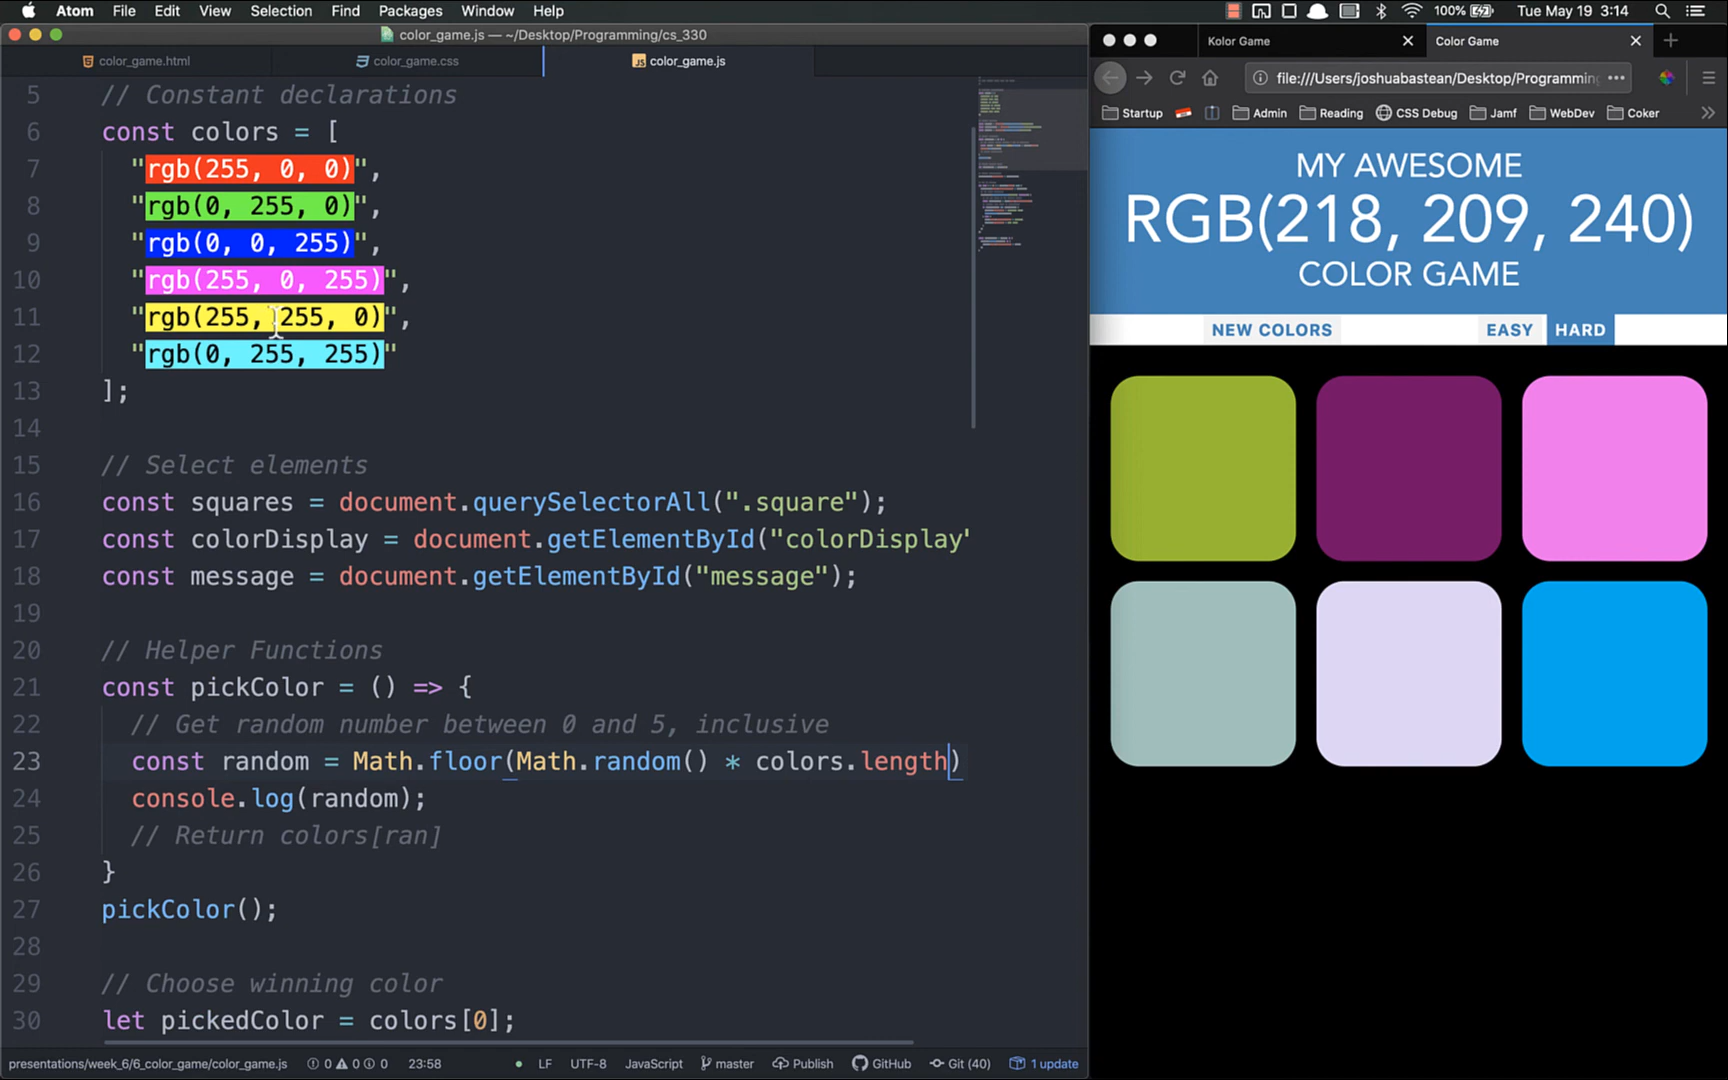 Atom File Edit View Selection Find Packages Window Help 100% Tue May 19 3:14
color_game.js — ~/Desktop/Programming/cs_330
color_game.html color_game.css color_game.js
5 // Constant declarations
6 const colors = [
7 "rgb(255, 0, 0)",
8 "rgb(0, 255, 0)",
9 "rgb(0, 0, 255)",
10 "rgb(255, 0, 255)",
11 "rgb(255, 255, 0)",
12 "rgb(0, 255, 255)"
13 ];
14
15 // Select elements
16 const squares = document.querySelectorAll(".square");
17 const colorDisplay = document.getElementById("colorDisplay"
18 const message = document.getElementById("message");
19
20 // Helper Functions
21 const pickColor = () => {
22 // Get random number between 0 and 5, inclusive
23 const random = Math.floor(Math.random() * colors.length)
24 console.log(random);
25 // Return colors[ran]
26 }
27 pickColor();
28
29 // Choose winning color
30 let pickedColor = colors[0];
presentations/week_6/6_color_game/color_game.js 0 0 0 23:58 LF UTF-8 JavaScript master Publish GitHub Git (40) 1 update
Kolor Game Color Game
file:///Users/joshuabastean/Desktop/Programmin
Startup Admin Reading CSS Debug Jamf WebDev Coker
MY AWESOME
RGB(218, 209, 240)
COLOR GAME
NEW COLORS EASY HARD